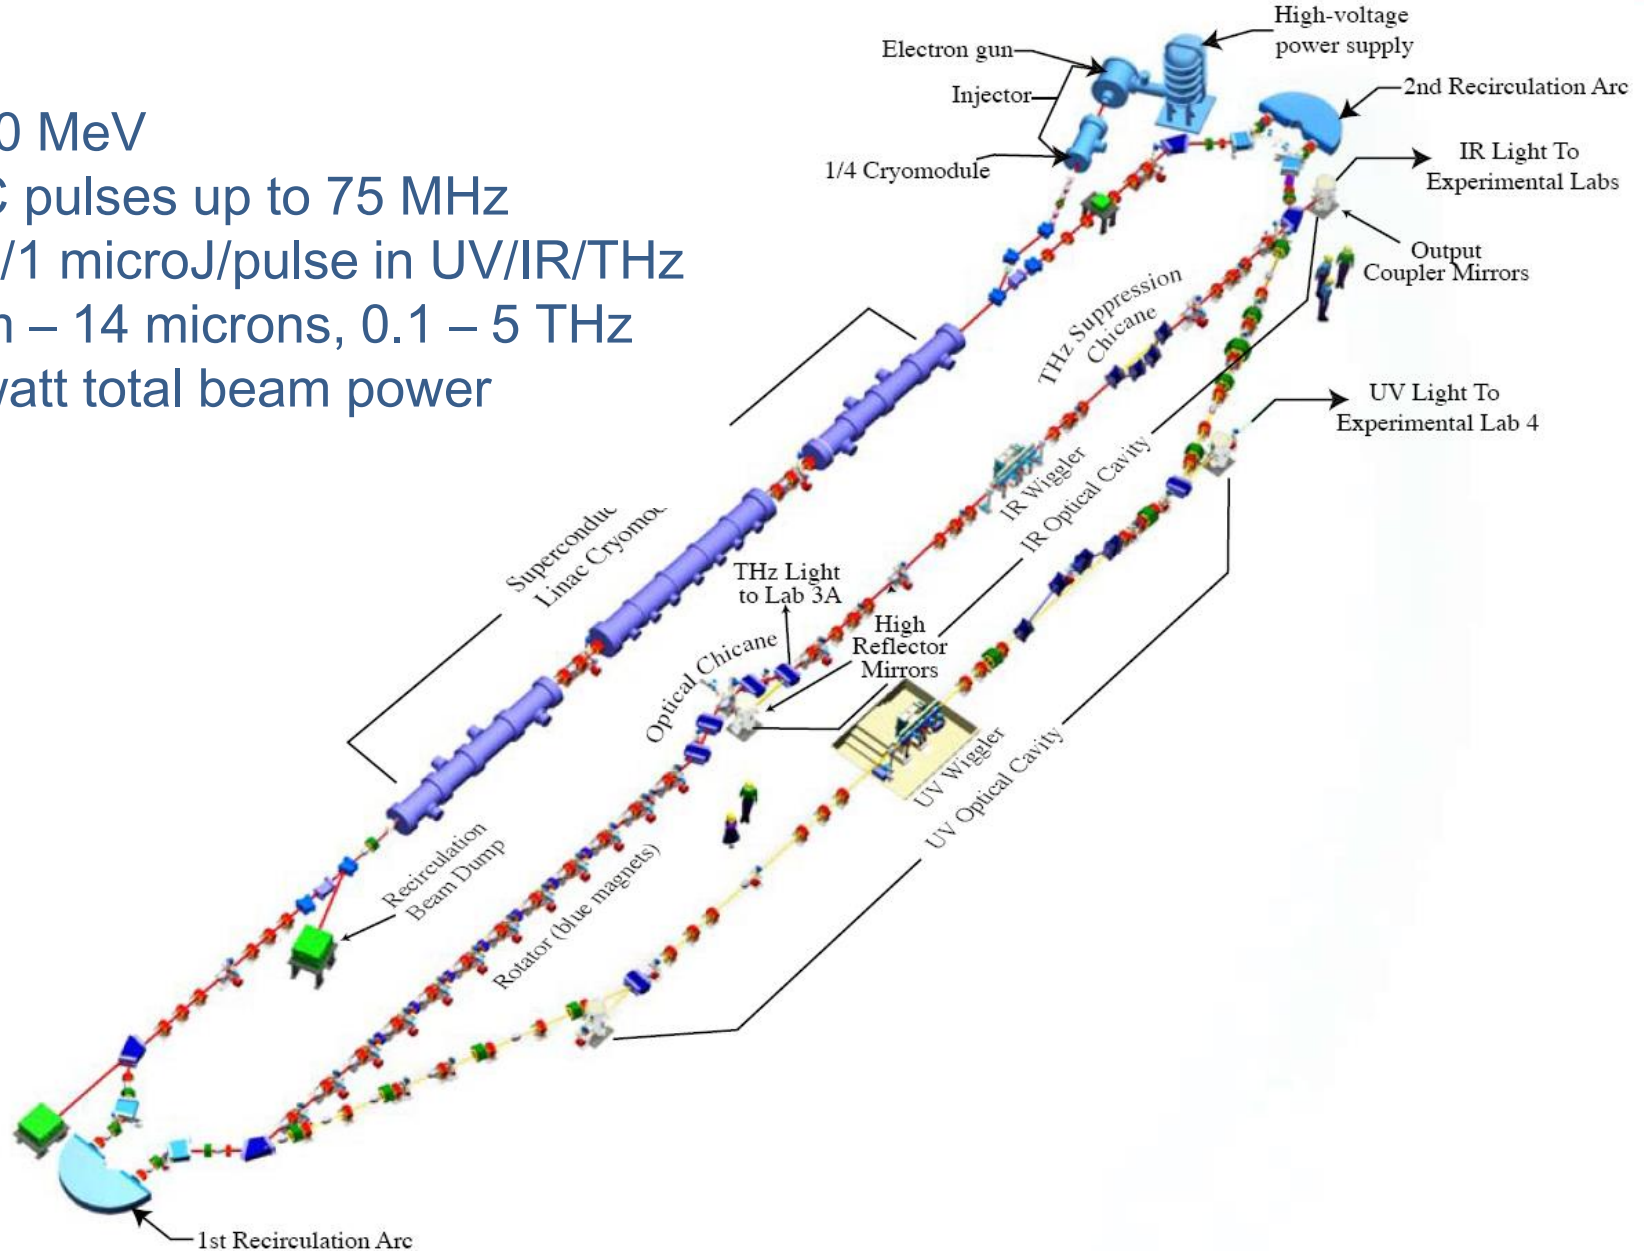 0 MeV
C pulses up to 75 MHz
/1 microJ/pulse in UV/IR/THz
– 14 microns, 0.1 – 5 THz
watt total beam power
High-voltage
power supply
Electron gun
Injector
1/4 Cryomodule
2nd Recirculation Arc
IR Light To
Experimental Labs
Output
Coupler Mirrors
THz Suppression
Chicane
UV Light To
Experimental Lab 4
IR Wiggler
IR Optical Cavity
Superconduc
Linac Cryomo
THz Light
to Lab 3A
High
Reflector
Mirrors
Optical Chicane
UV Wiggler
UV Optical Cavity
Recirculation
Beam Dump
Rotator (blue magnets)
1st Recirculation Arc